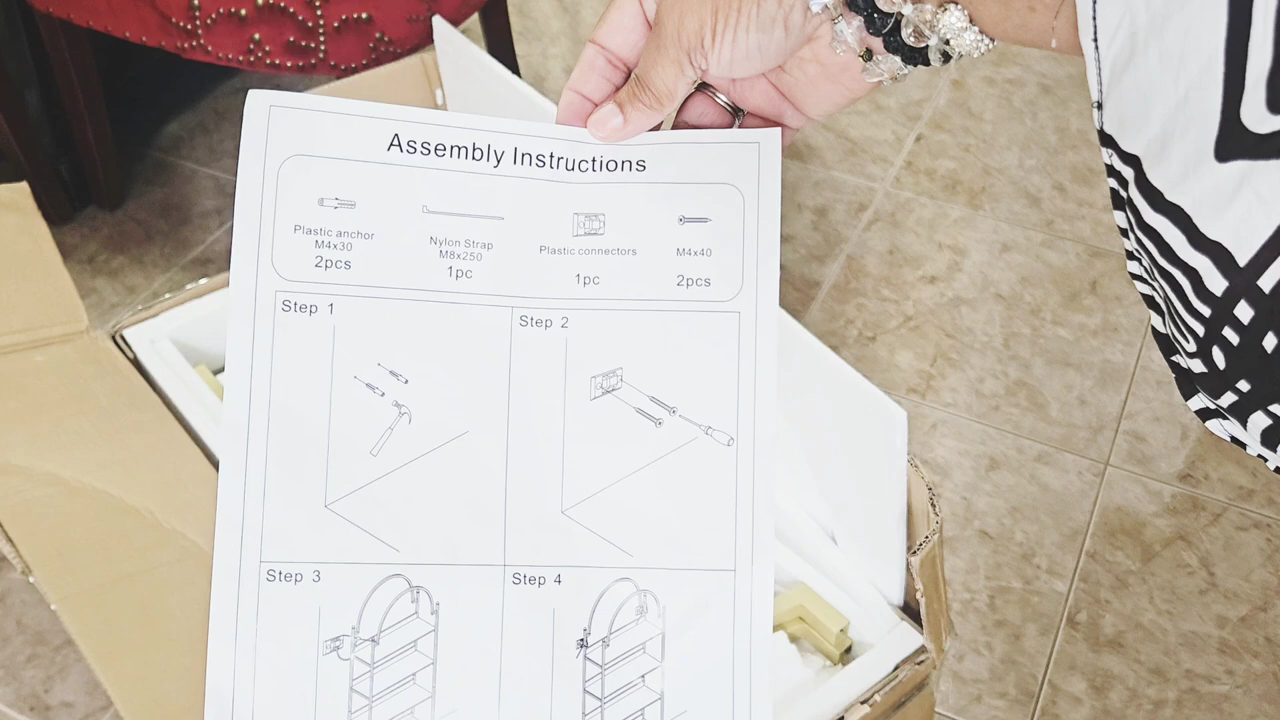 Assembly Instructions
Plastic anchor
M4x30
2pcs
Nylon Strap
M8x250
1pc
Plastic connectors
1pc
M4x40
2pcs
Step 1
Step 2
Step 3
Step 4